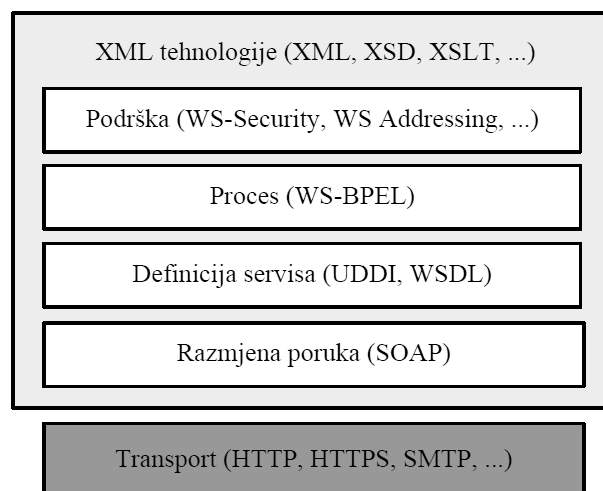 XML tehnologije (XML, XSD, XSLT, ...)
Podrška (WS-Security, WS Addressing, ...)
Proces (WS-BPEL)
Definicija servisa (UDDI, WSDL)
Razmjena poruka (SOAP)
Transport (HTTP, HTTPS, SMTP, ...)